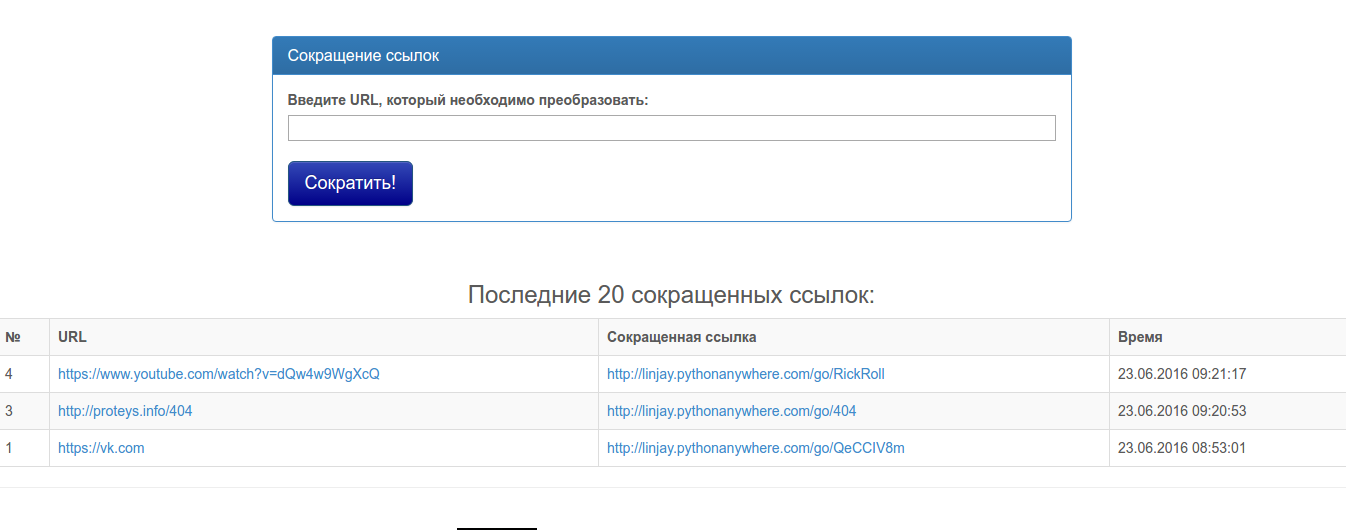 Сокращение ссылок
Введите URL, который необходимо преобразовать:
Сократить!
Последние 20 сокращенных ссылок:
№ URL Сокращенная ссылка Время
4 https://www.youtube.com/watch?v=dQw4w9WgXcQ http://linjay.pythonanywhere.com/go/RickRoll 23.06.2016 09:21:17
3 http://proteys.info/404 http://linjay.pythonanywhere.com/go/404 23.06.2016 09:20:53
1 https://vk.com http://linjay.pythonanywhere.com/go/QeCCIV8m 23.06.2016 08:53:01